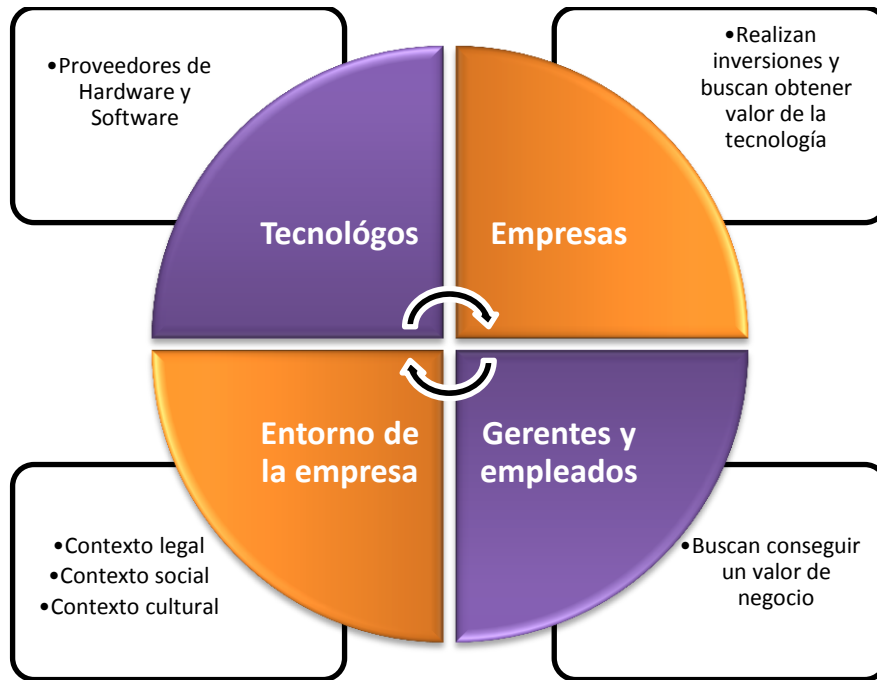 •Proveedores de
Hardware y
Software
•Realizan
inversiones y
buscan obtener
valor de la
tecnología
Tecnológos
Empresas
Entorno de
la empresa
Gerentes y
empleados
•Contexto legal
•Contexto social
•Contexto cultural
•Buscan conseguir
un valor de
negocio